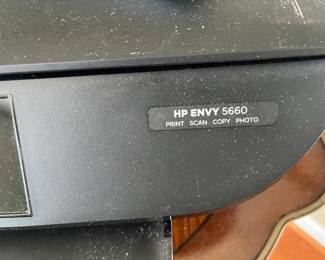 HP ENVY 5660
PRINT SCAN COPY PHOTO